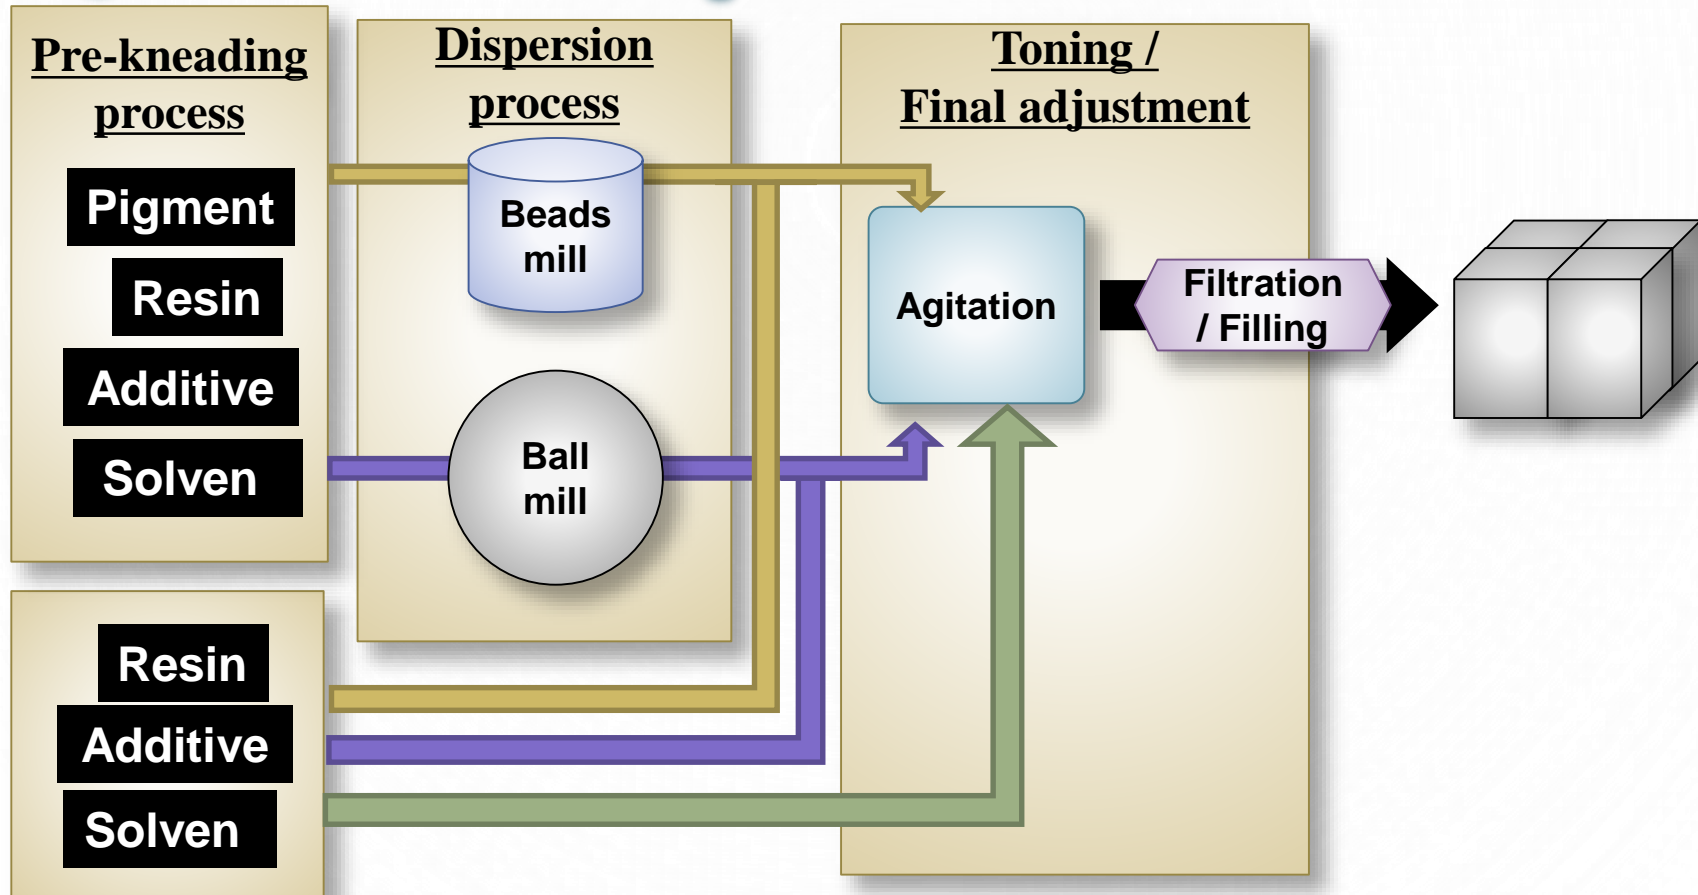 Pre-kneading
process
Pigment
Resin
Additive
Solven
Resin
Additive
Solven
Dispersion
process
Beads
mill
Ball
mill
Toning /
Final adjustment
Agitation
Filtration
/ Filling